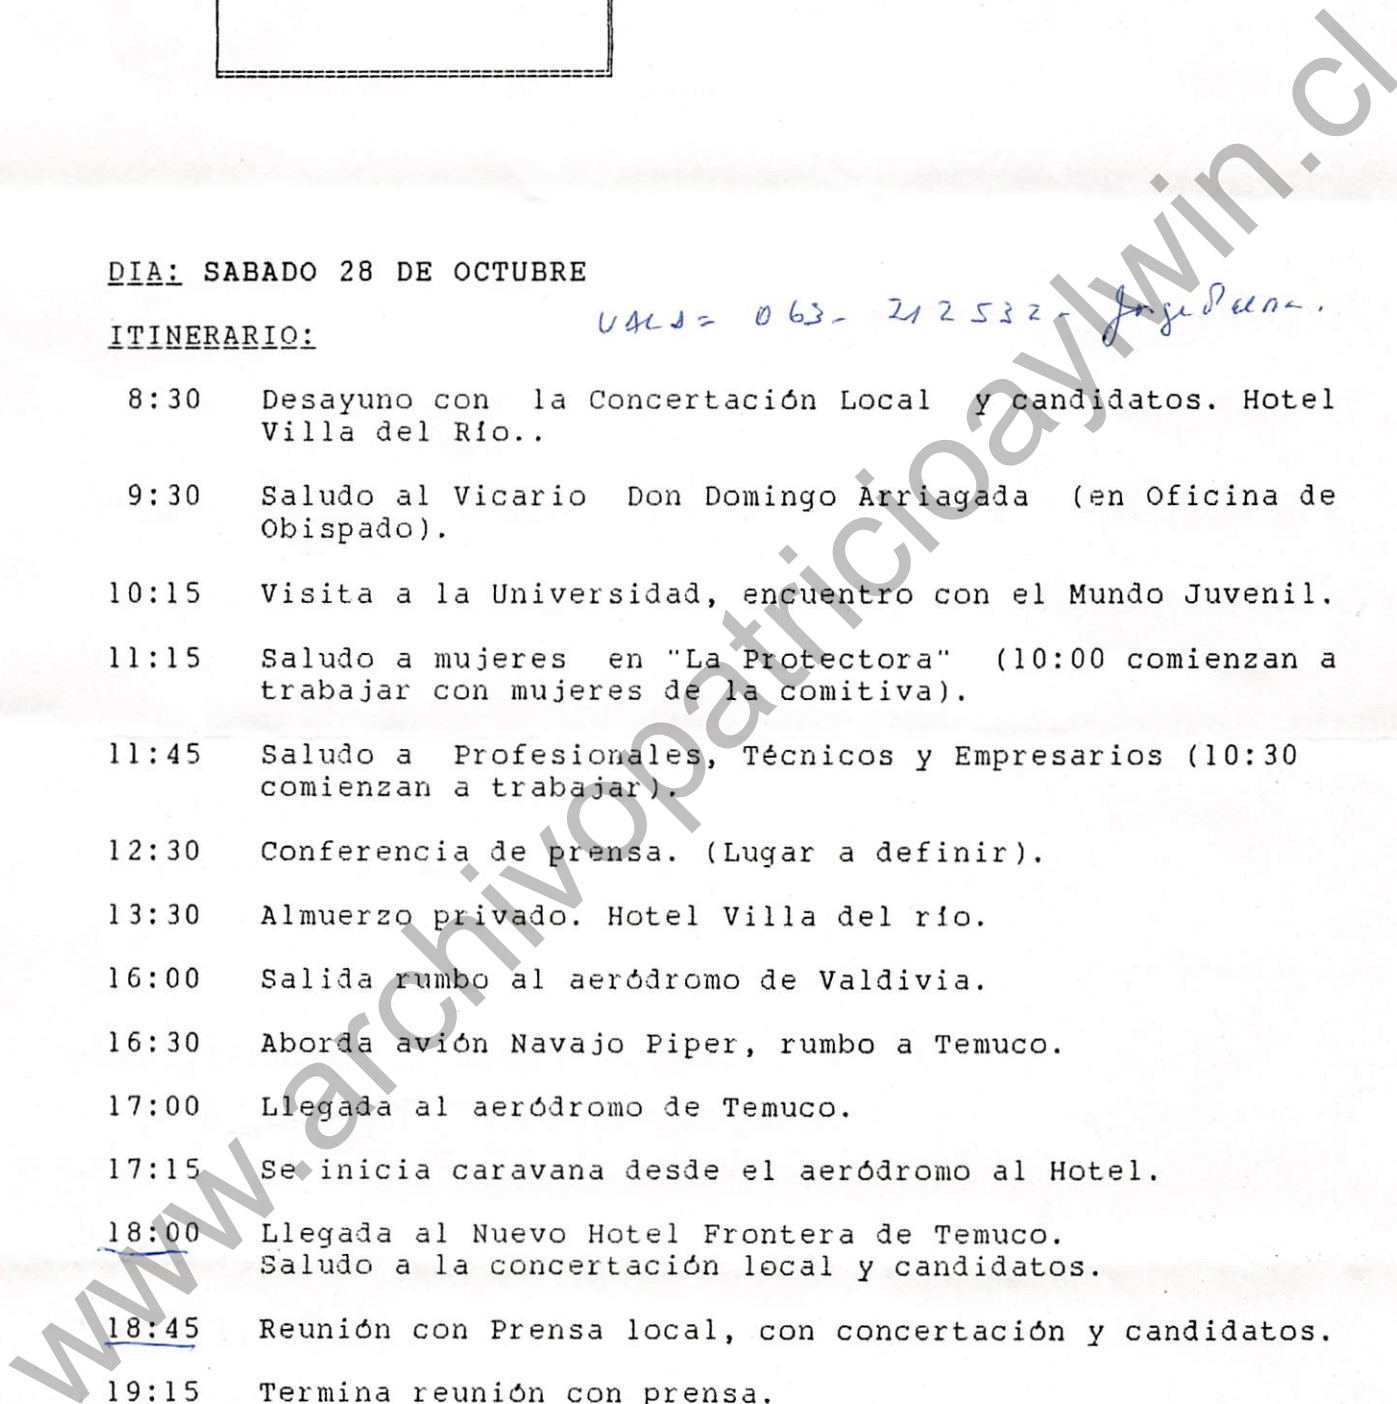 DIA: SABADO 28 DE OCTUBRE
VALD= 063- 212532- Jorge
ITINERARIO:
8:30 Desayuno con la Concertación Local y candidatos. Hotel
Villa del Río..
9:30 Saludo al Vicario Don Domingo Arriagada (en Oficina de
Obispado).
10:15 Visita a la Universidad, encuentro con el Mundo Juvenil.
11:15 Saludo a mujeres en "La Protectora" (10:00 comienzan a
trabajar con mujeres de la comitiva).
11:45 Saludo a Profesionales, Técnicos y Empresarios (10:30
comienzan a trabajar).
12:30 Conferencia de prensa. (Lugar a definir).
13:30 Almuerzo privado. Hotel Villa del río.
16:00 Salida rumbo al aeródromo de Valdivia.
16:30 Aborda avión Navajo Piper, rumbo a Temuco.
17:00 Llegada al aeródromo de Temuco.
17:15 Se inicia caravana desde el aeródromo al Hotel.
18:00 Llegada al Nuevo Hotel Frontera de Temuco.
Saludo a la concertación local y candidatos.
18:45 Reunión con Prensa local, con concertación y candidatos.
19:15 Termina reunión con prensa.
www.archivopatricioaylwin.cl